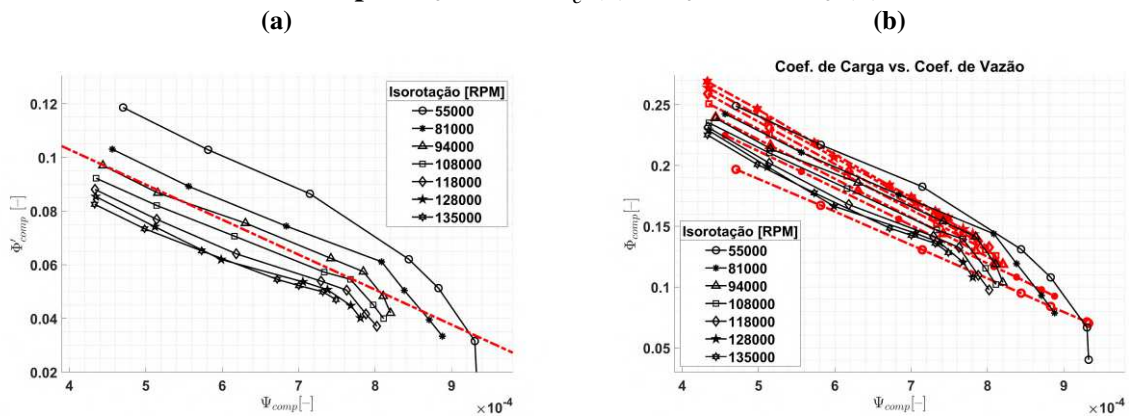 (a)
(b)
Isorotação [RPM]
55000
81000
94000
108000
118000
128000
135000
0.12
0.1
0.08
0.06
0.04
0.02
Φ'comp[−]
4 5 6 7 8 9
Ψcomp[−]
×10⁻⁴
Coef. de Carga vs. Coef. de Vazão
0.25
0.2
0.15
0.1
0.05
Φcomp[−]
Isorotação [RPM]
55000
81000
94000
108000
118000
128000
135000
4 5 6 7 8 9
Ψcomp[−]
×10⁻⁴